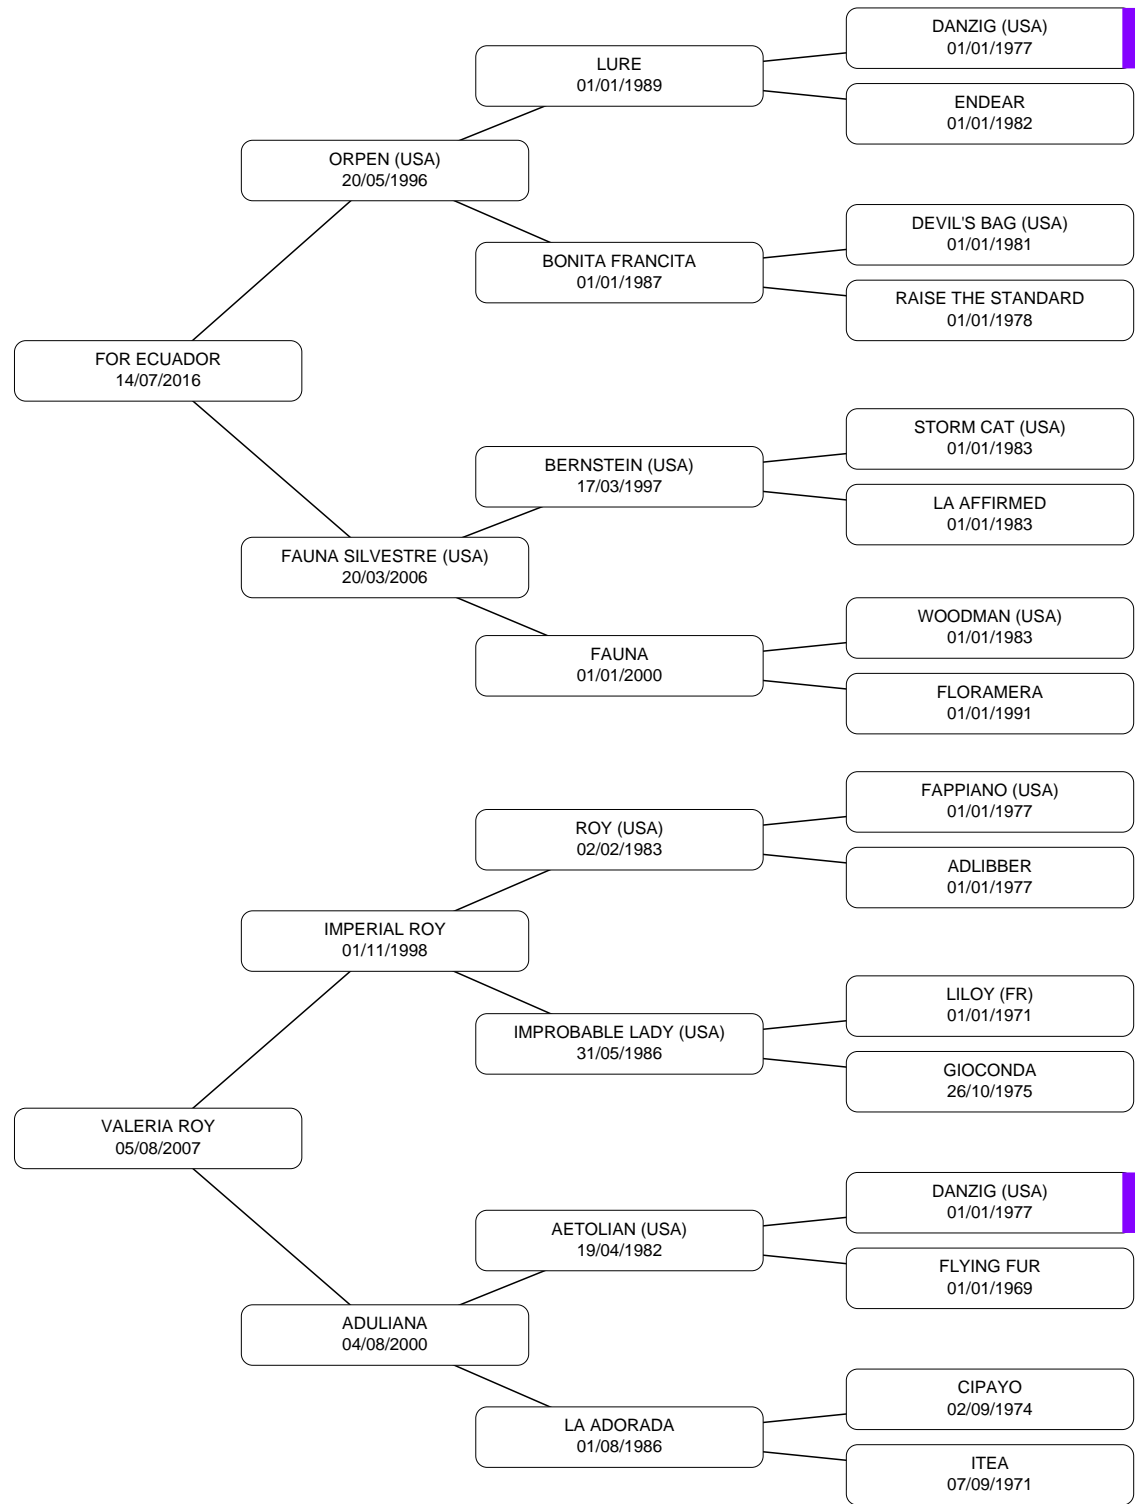 DANZIG (USA)
01/01/1977
LURE
01/01/1989
ENDEAR
01/01/1982
ORPEN (USA)
20/05/1996
DEVIL'S BAG (USA)
01/01/1981
BONITA FRANCITA
01/01/1987
RAISE THE STANDARD
01/01/1978
FOR ECUADOR
14/07/2016
STORM CAT (USA)
01/01/1983
BERNSTEIN (USA)
17/03/1997
LA AFFIRMED
01/01/1983
FAUNA SILVESTRE (USA)
20/03/2006
WOODMAN (USA)
01/01/1983
FAUNA
01/01/2000
FLORAMERA
01/01/1991
FAPPIANO (USA)
01/01/1977
ROY (USA)
02/02/1983
ADLIBBER
01/01/1977
IMPERIAL ROY
01/11/1998
LILOY (FR)
01/01/1971
IMPROBABLE LADY (USA)
31/05/1986
GIOCONDA
26/10/1975
VALERIA ROY
05/08/2007
DANZIG (USA)
01/01/1977
AETOLIAN (USA)
19/04/1982
FLYING FUR
01/01/1969
ADULIANA
04/08/2000
CIPAYO
02/09/1974
LA ADORADA
01/08/1986
ITEA
07/09/1971